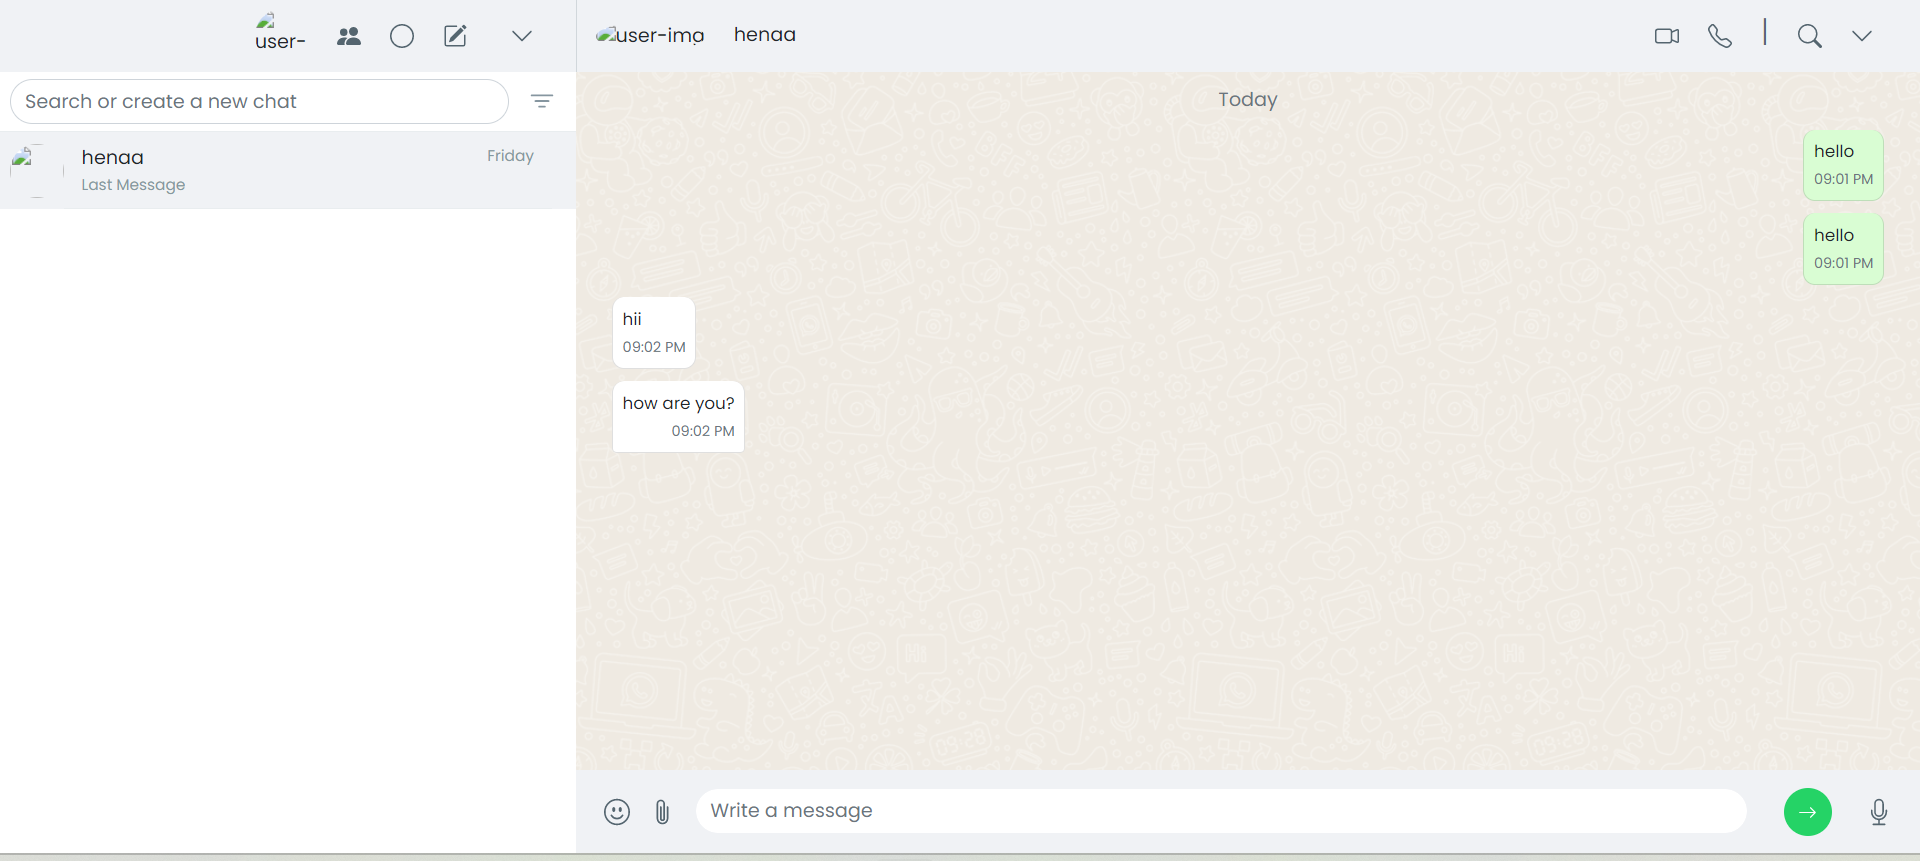 user-
user-img
henaa
Search or create a new chat
henaa
Friday
Last Message
Today
hello
09:01 PM
hello
09:01 PM
hii
09:02 PM
how are you?
09:02 PM
Write a message